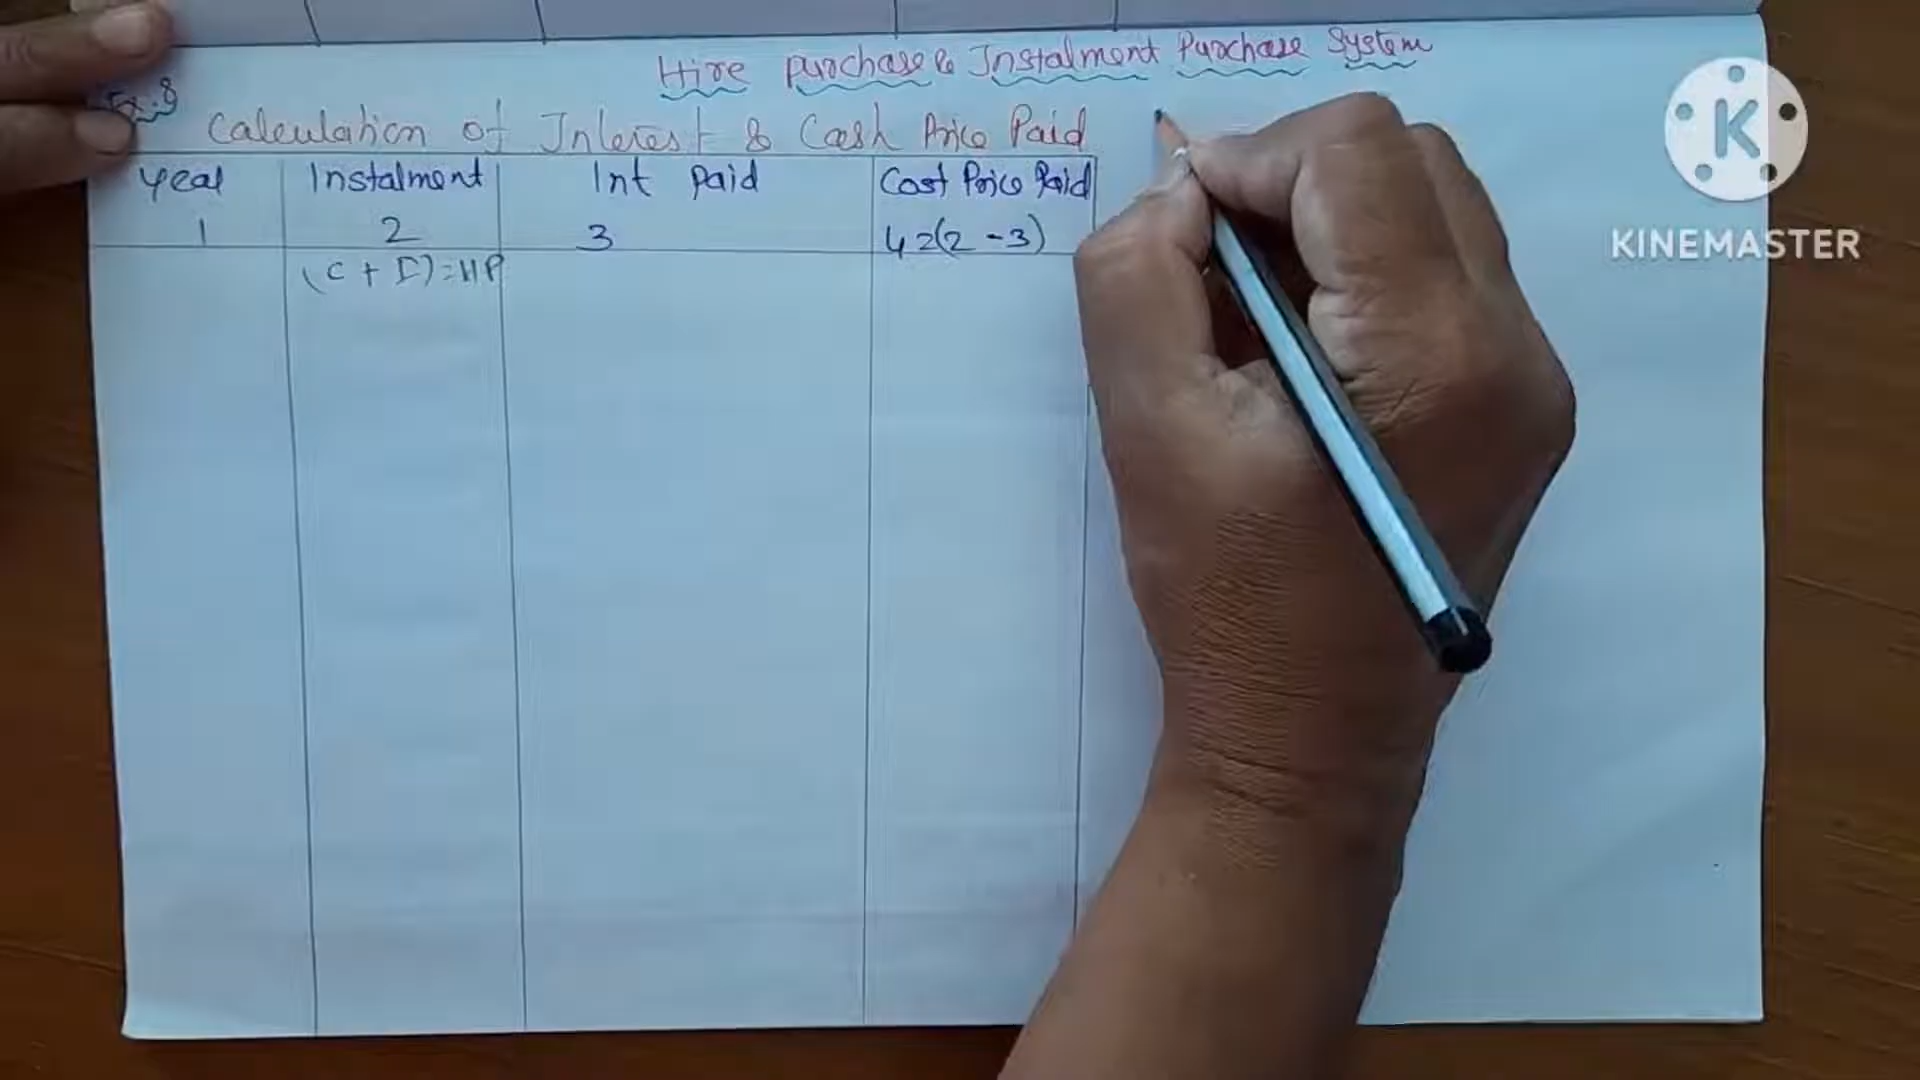 Hire purchase & Instalment Purchase System
Ex.8
Calculation of Interest & Cash Price Paid
year Instalment Int paid Cost Price Paid
1 2 3 4=(2-3)
(C + I) = HP
K
KINEMASTER